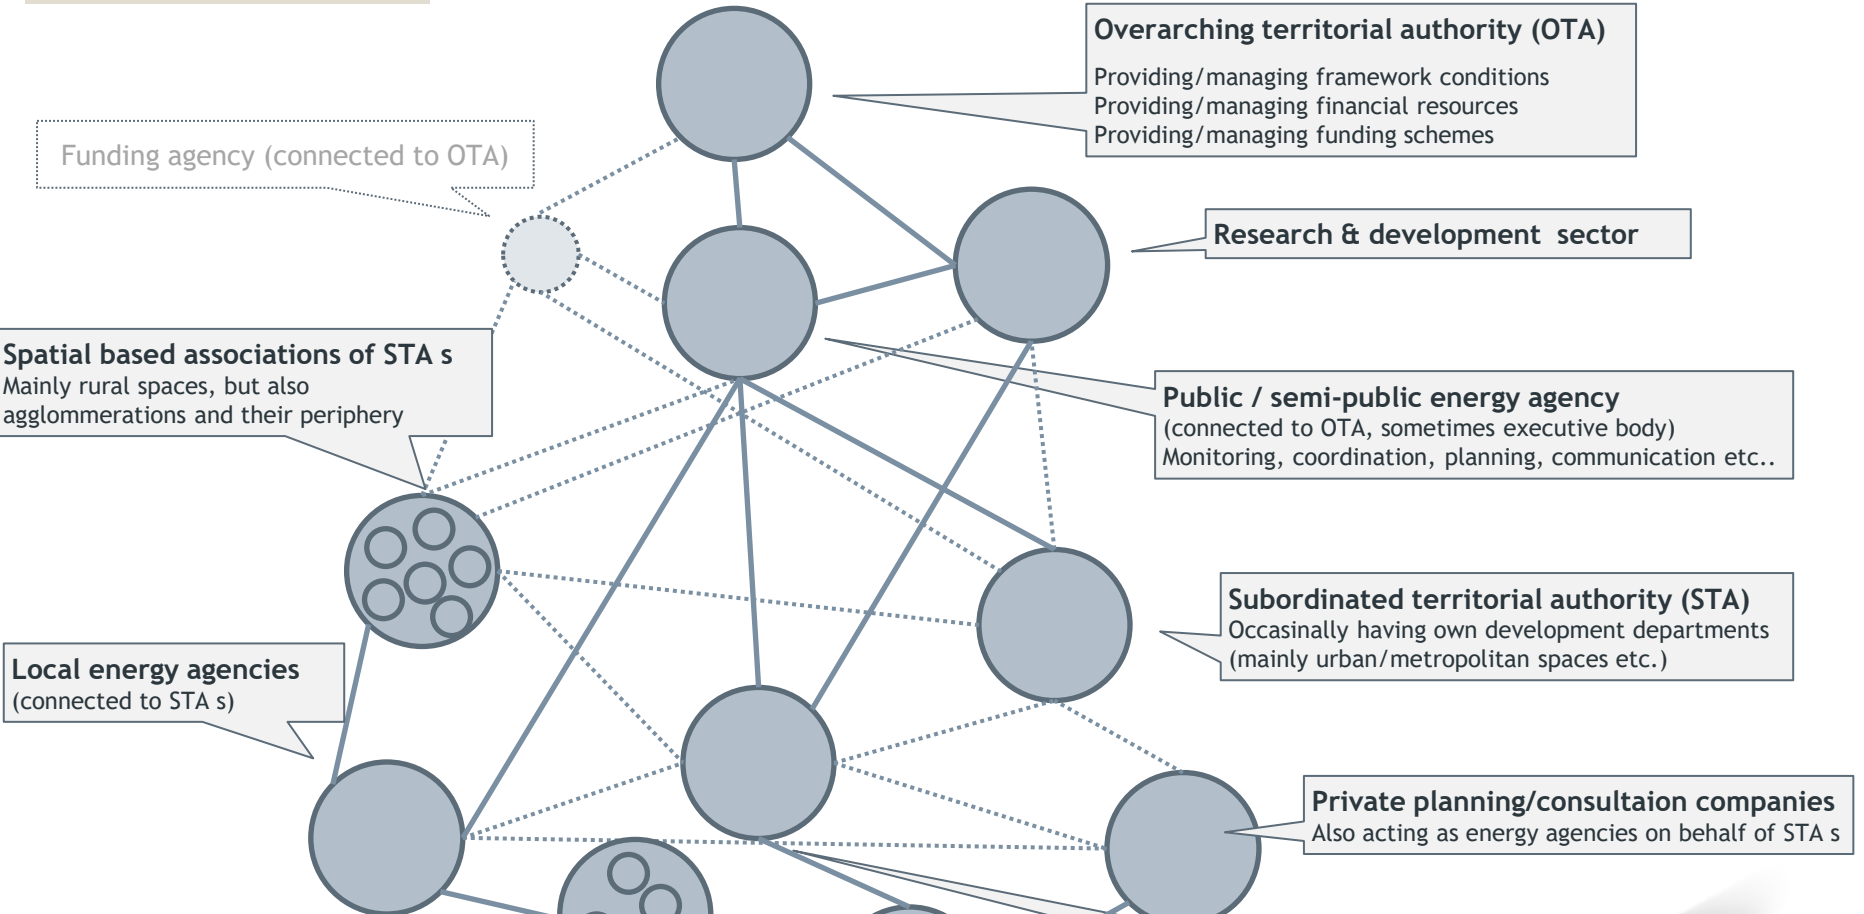 Overarching territorial authority (OTA)
Providing/managing framework conditions
Providing/managing financial resources
Providing/managing funding schemes
Funding agency (connected to OTA)
Research & development sector
Spatial based associations of STA s
Mainly rural spaces, but also
agglommerations and their periphery
Public / semi-public energy agency
(connected to OTA, sometimes executive body)
Monitoring, coordination, planning, communication etc..
Subordinated territorial authority (STA)
Occasinally having own development departments
(mainly urban/metropolitan spaces etc.)
Local energy agencies
(connected to STA s)
Private planning/consultaion companies
Also acting as energy agencies on behalf of STA s